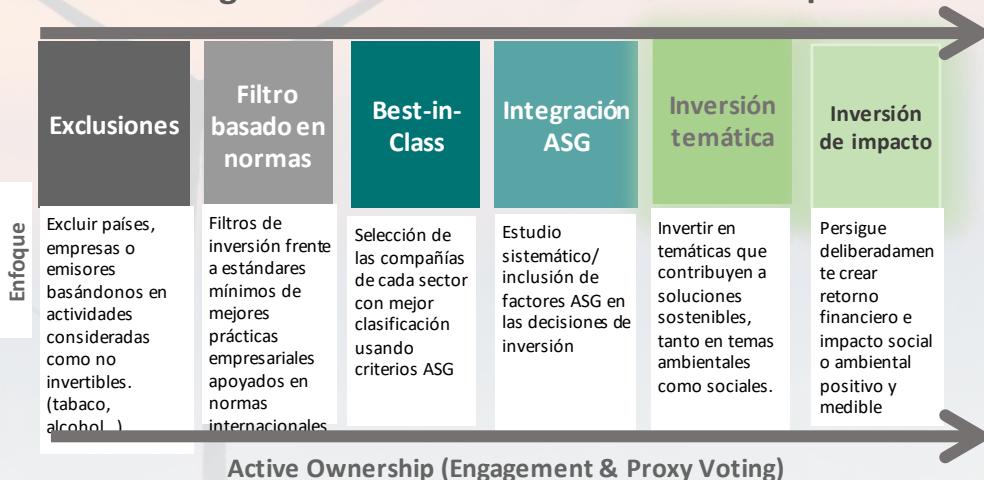 Exclusiones
Filtro
basado en
normas
Best-in-
Class
Integración
ASG
Inversión
temática
Inversión
de impacto
Enfoque
Excluir países,
empresas o
emisores
basándonos en
actividades
consideradas
como no
invertibles.
(tabaco,
alcohol...)
Filtros de
inversión frente
a estándares
mínimos de
mejores
prácticas
empresariales
apoyados en
normas
internacionales
Selección de
las compañías
de cada sector
con mejor
clasificación
usando
criterios ASG
Estudio
sistemático/
inclusión de
factores ASG en
las decisiones de
inversión
Invertir en
temáticas que
contribuyen a
soluciones
sostenibles,
tanto en temas
ambientales
como sociales.
Persigue
deliberadamen
te crear
retorno
financiero e
impacto social
o ambiental
positivo y
medible
Active Ownership (Engagement & Proxy Voting)